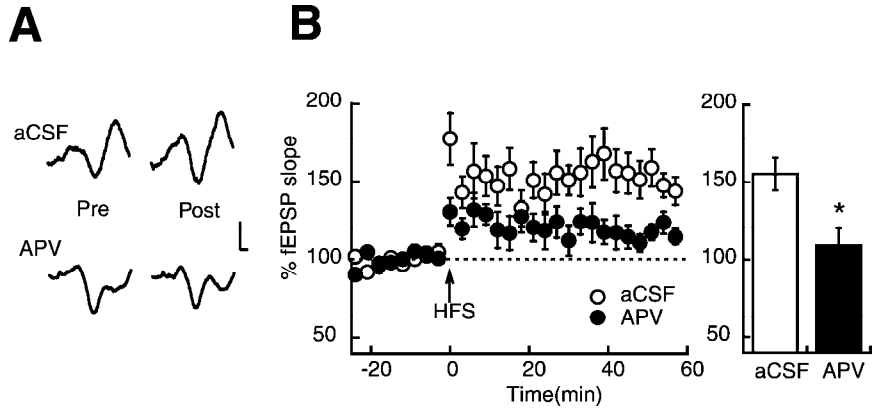 A
aCSF
Pre
Post
APV
B
% fEPSP slope
200
150
100
50
HFS
aCSF
APV
-20
0
20
40
60
Time(min)
200
150
100
50
*
aCSF
APV